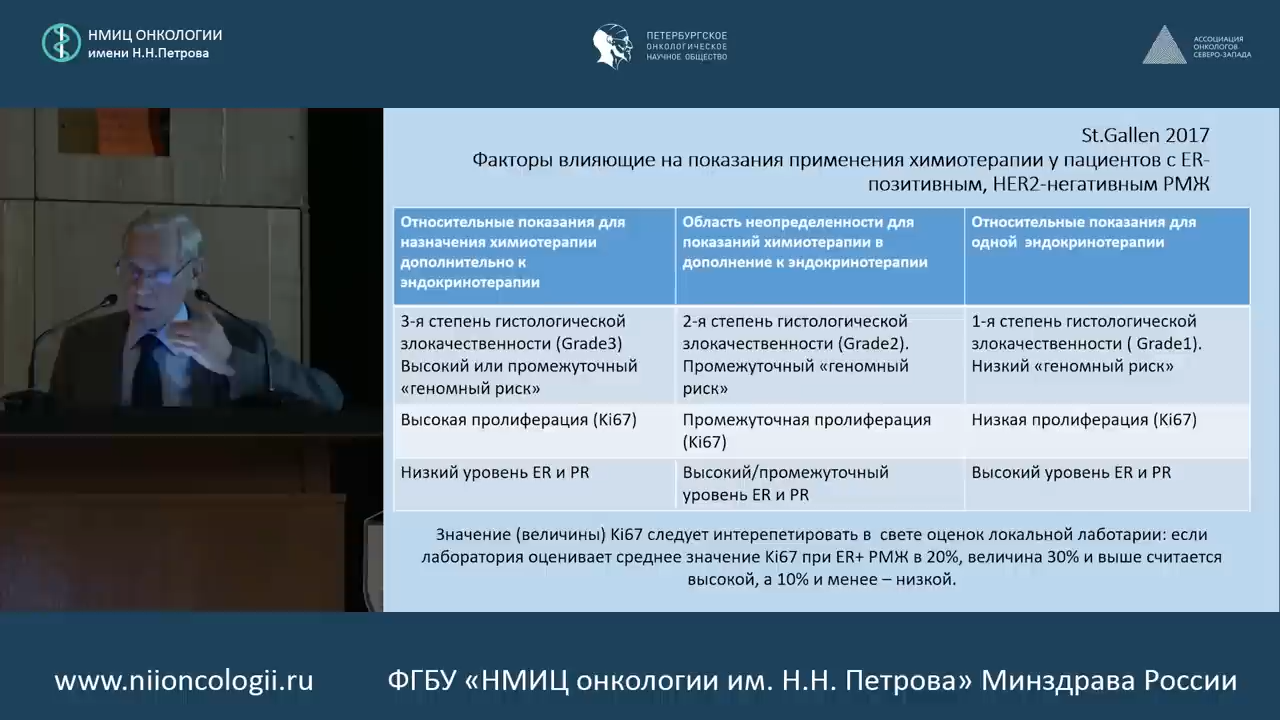 НМИЦ ОНКОЛОГИИ
имени Н.Н.Петрова
ПЕТЕРБУРГСКОЕ
ОНКОЛОГИЧЕСКОЕ
НАУЧНОЕ ОБЩЕСТВО
АССОЦИАЦИЯ
ОНКОЛОГОВ
СЕВЕРО-ЗАПАДА
St.Gallen 2017
Факторы влияющие на показания применения химиотерапии у пациентов с ER-
позитивным, HER2-негативным РМЖ
Относительные показания для
назначения химиотерапии
дополнительно к
эндокринотерапии
Область неопределенности для
показаний химиотерапии в
дополнение к эндокринотерапии
Относительные показания для
одной эндокринотерапии
3-я степень гистологической
злокачественности (Grade3)
Высокий или промежуточный
«геномный риск»
2-я степень гистологической
злокачественности (Grade2).
Промежуточный «геномный
риск»
1-я степень гистологической
злокачественности ( Grade1).
Низкий «геномный риск»
Высокая пролиферация (Ki67)
Промежуточная пролиферация
(Ki67)
Низкая пролиферация (Ki67)
Низкий уровень ER и PR
Высокий/промежуточный
уровень ER и PR
Высокий уровень ER и PR
Значение (величины) Ki67 следует интерепетировать в свете оценок локальной лаботарии: если
лаборатория оценивает среднее значение Ki67 при ER+ РМЖ в 20%, величина 30% и выше считается
высокой, а 10% и менее – низкой.
www.niioncologii.ru
ФГБУ «НМИЦ онкологии им. Н.Н. Петрова» Минздрава России